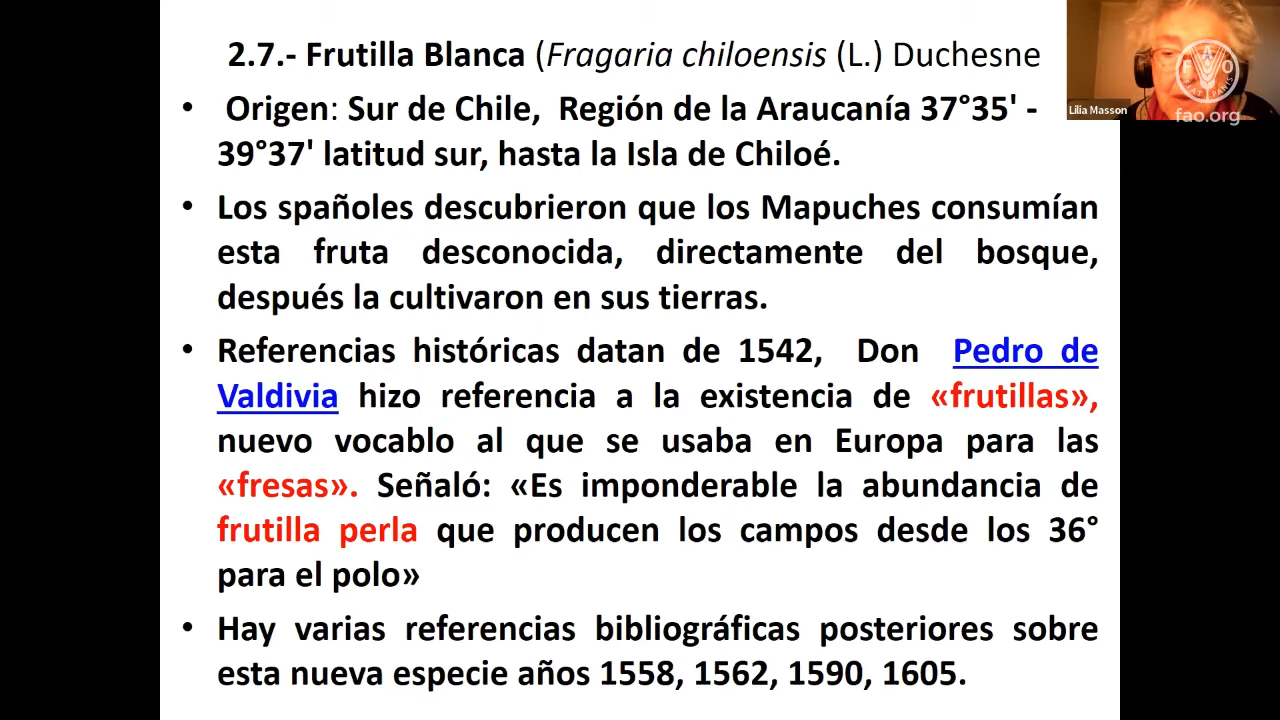 2.7.- Frutilla Blanca (Fragaria chiloensis (L.) Duchesne
• Origen: Sur de Chile, Región de la Araucanía 37°35' -
39°37' latitud sur, hasta la Isla de Chiloé.
• Los spañoles descubrieron que los Mapuches consumían
esta fruta desconocida, directamente del bosque,
después la cultivaron en sus tierras.
• Referencias históricas datan de 1542, Don Pedro de
Valdivia hizo referencia a la existencia de «frutillas»,
nuevo vocablo al que se usaba en Europa para las
«fresas». Señaló: «Es imponderable la abundancia de
frutilla perla que producen los campos desde los 36°
para el polo»
• Hay varias referencias bibliográficas posteriores sobre
esta nueva especie años 1558, 1562, 1590, 1605.
Lilia Masson
F A O
FIAT PANIS
fao.org